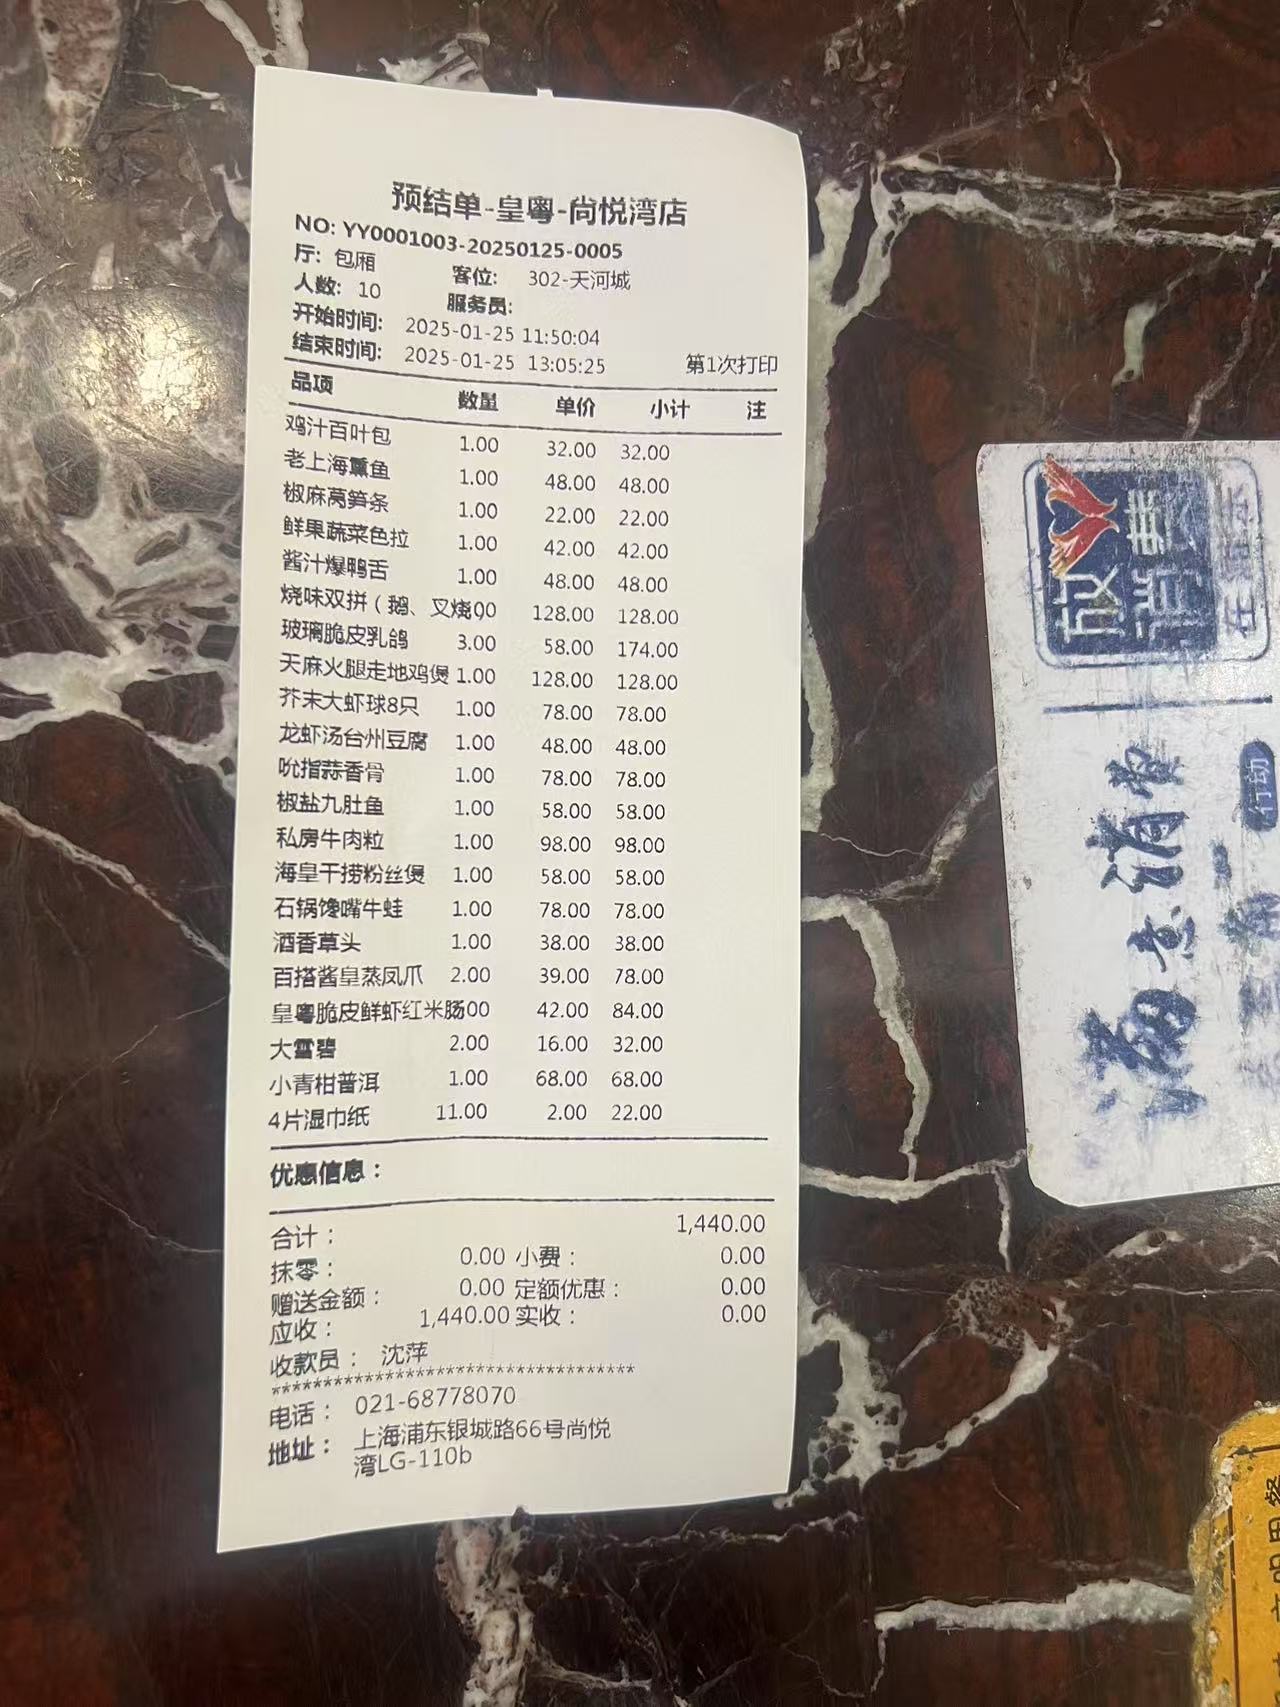 预结单-皇粤-尚悦湾店
NO: YY0001003-20250125-0005
厅: 包厢 客位: 302-天河城
人数: 10 服务员:
开始时间: 2025-01-25 11:50:04
结束时间: 2025-01-25 13:05:25 第1次打印
品项 数量 单价 小计 注
鸡汁百叶包 1.00 32.00 32.00
老上海熏鱼 1.00 48.00 48.00
椒麻莴笋条 1.00 22.00 22.00
鲜果蔬菜色拉 1.00 42.00 42.00
酱汁爆鸭舌 1.00 48.00 48.00
烧味双拼（鹅、叉烧00 128.00 128.00
玻璃脆皮乳鸽 3.00 58.00 174.00
天麻火腿走地鸡煲 1.00 128.00 128.00
芥末大虾球8只 1.00 78.00 78.00
龙虾汤台州豆腐 1.00 48.00 48.00
吮指蒜香骨 1.00 78.00 78.00
椒盐九肚鱼 1.00 58.00 58.00
私房牛肉粒 1.00 98.00 98.00
海皇干捞粉丝煲 1.00 58.00 58.00
石锅馋嘴牛蛙 1.00 78.00 78.00
酒香草头 1.00 38.00 38.00
百搭酱皇蒸凤爪 2.00 39.00 78.00
皇粤脆皮鲜虾红米肠00 42.00 84.00
大雪碧 2.00 16.00 32.00
小青柑普洱 1.00 68.00 68.00
4片湿巾纸 11.00 2.00 22.00
优惠信息：
合计： 1,440.00
抹零： 0.00 小费： 0.00
赠送金额： 0.00 定额优惠： 0.00
应收： 1,440.00 实收： 0.00
收款员： 沈萍
***********************************
电话： 021-68778070
地址： 上海浦东银城路66号尚悦
湾LG-110b
放
消费
行动